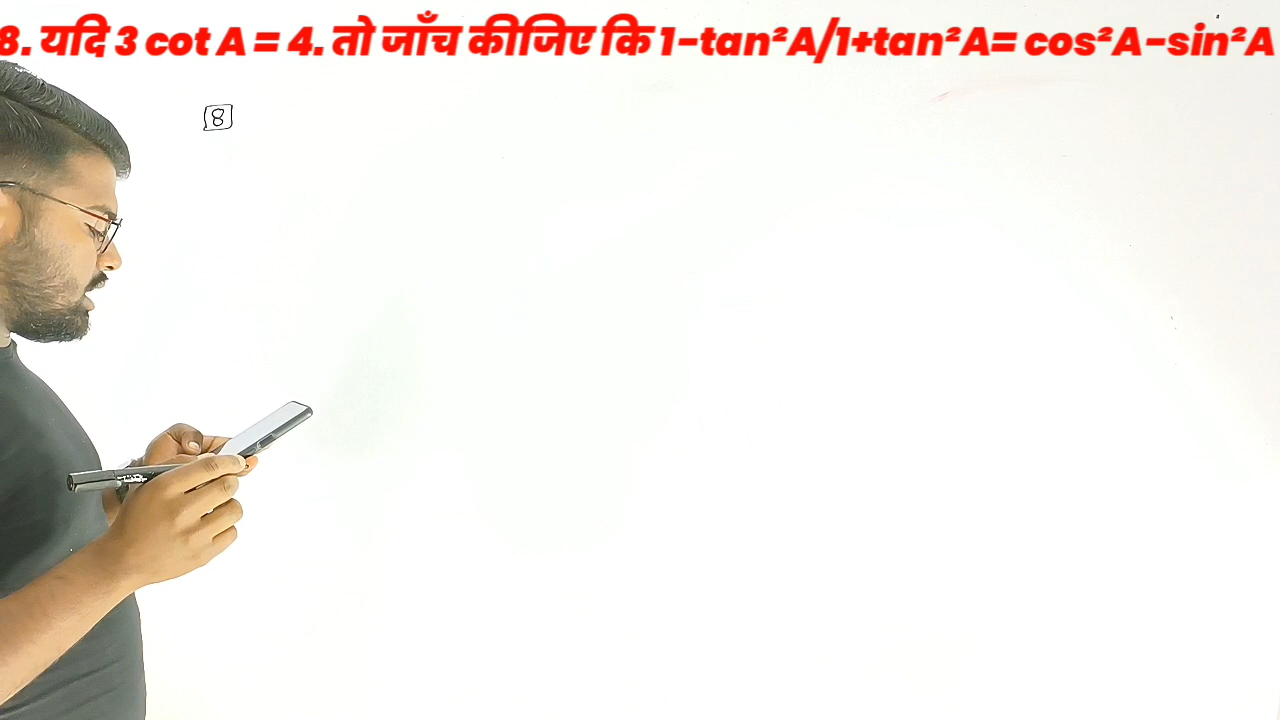 8. यदि 3 cot A = 4. तो जाँच कीजिए कि 1-tan²A/1+tan²A= cos²A-sin²A
8